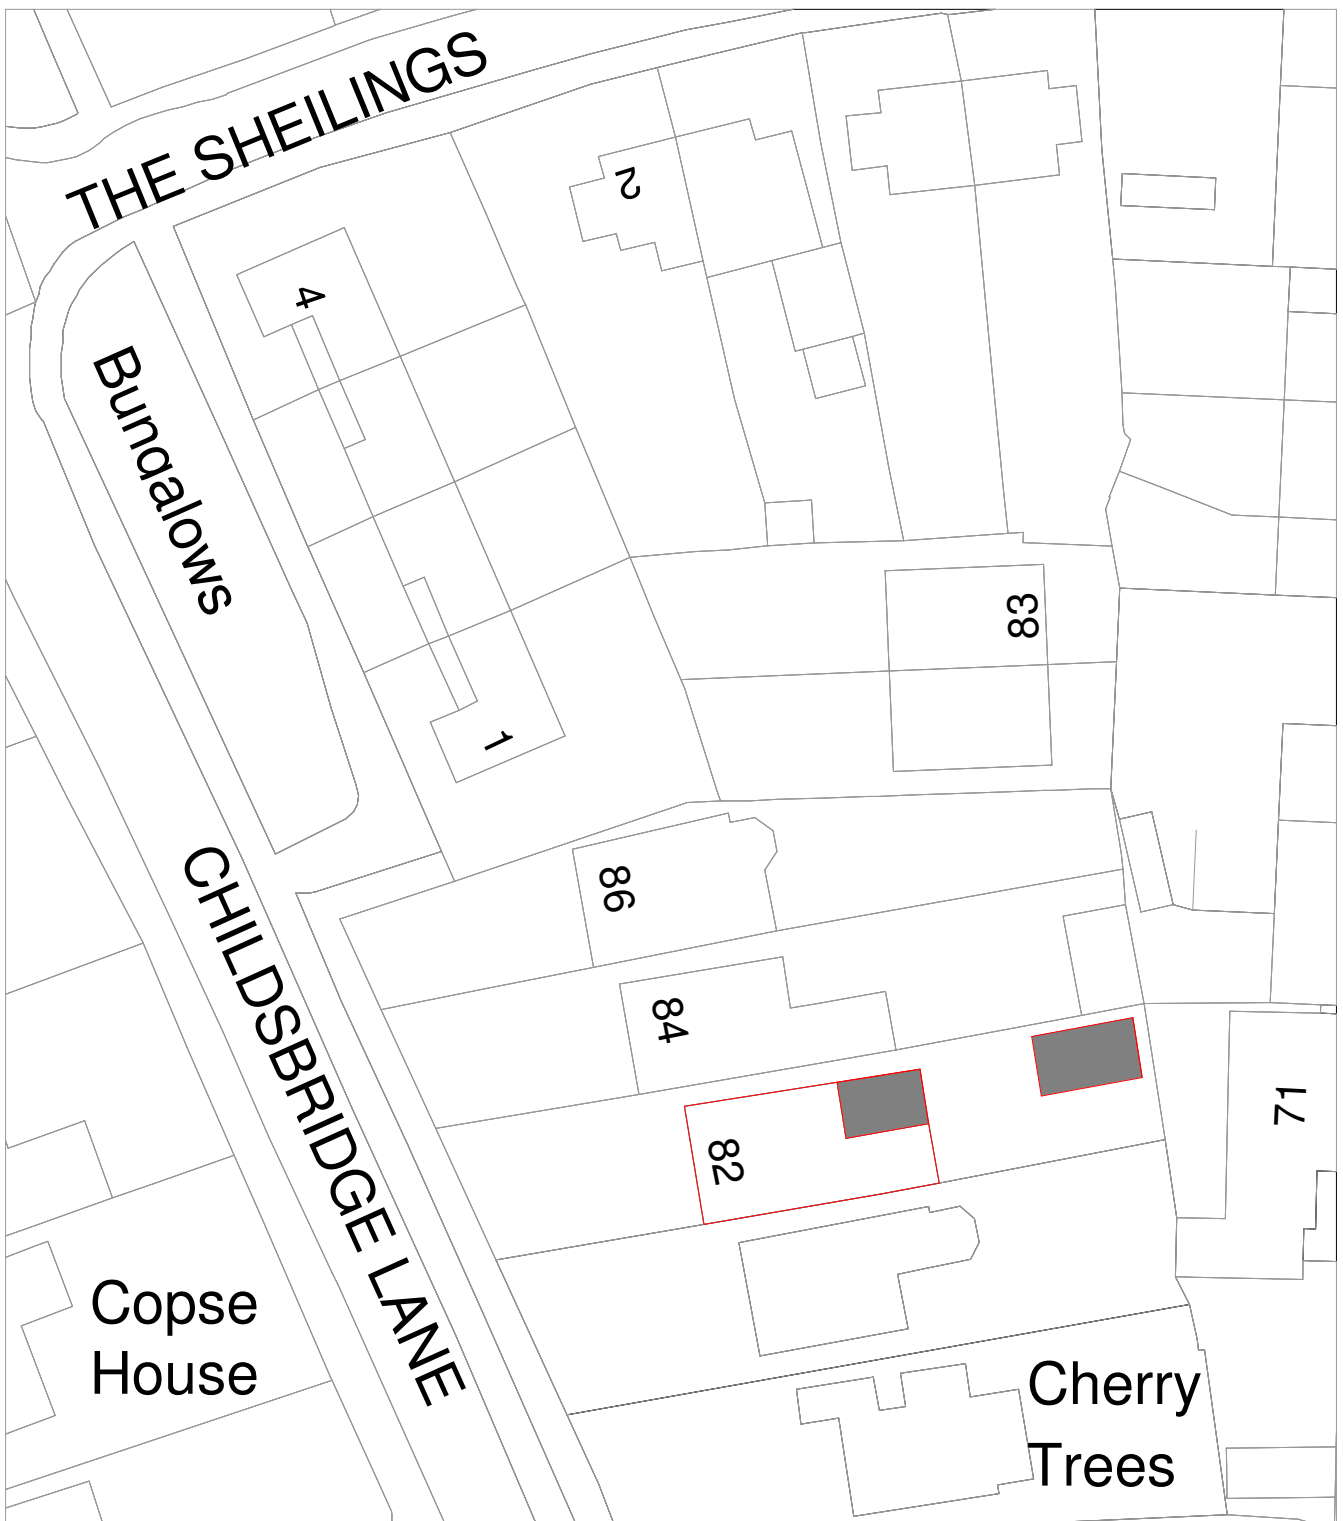 THE SHEILINGS
2
4
Bungalows
83
1
86
CHILDSBRIDGE LANE
84
71
82
Copse
House
Cherry
Trees